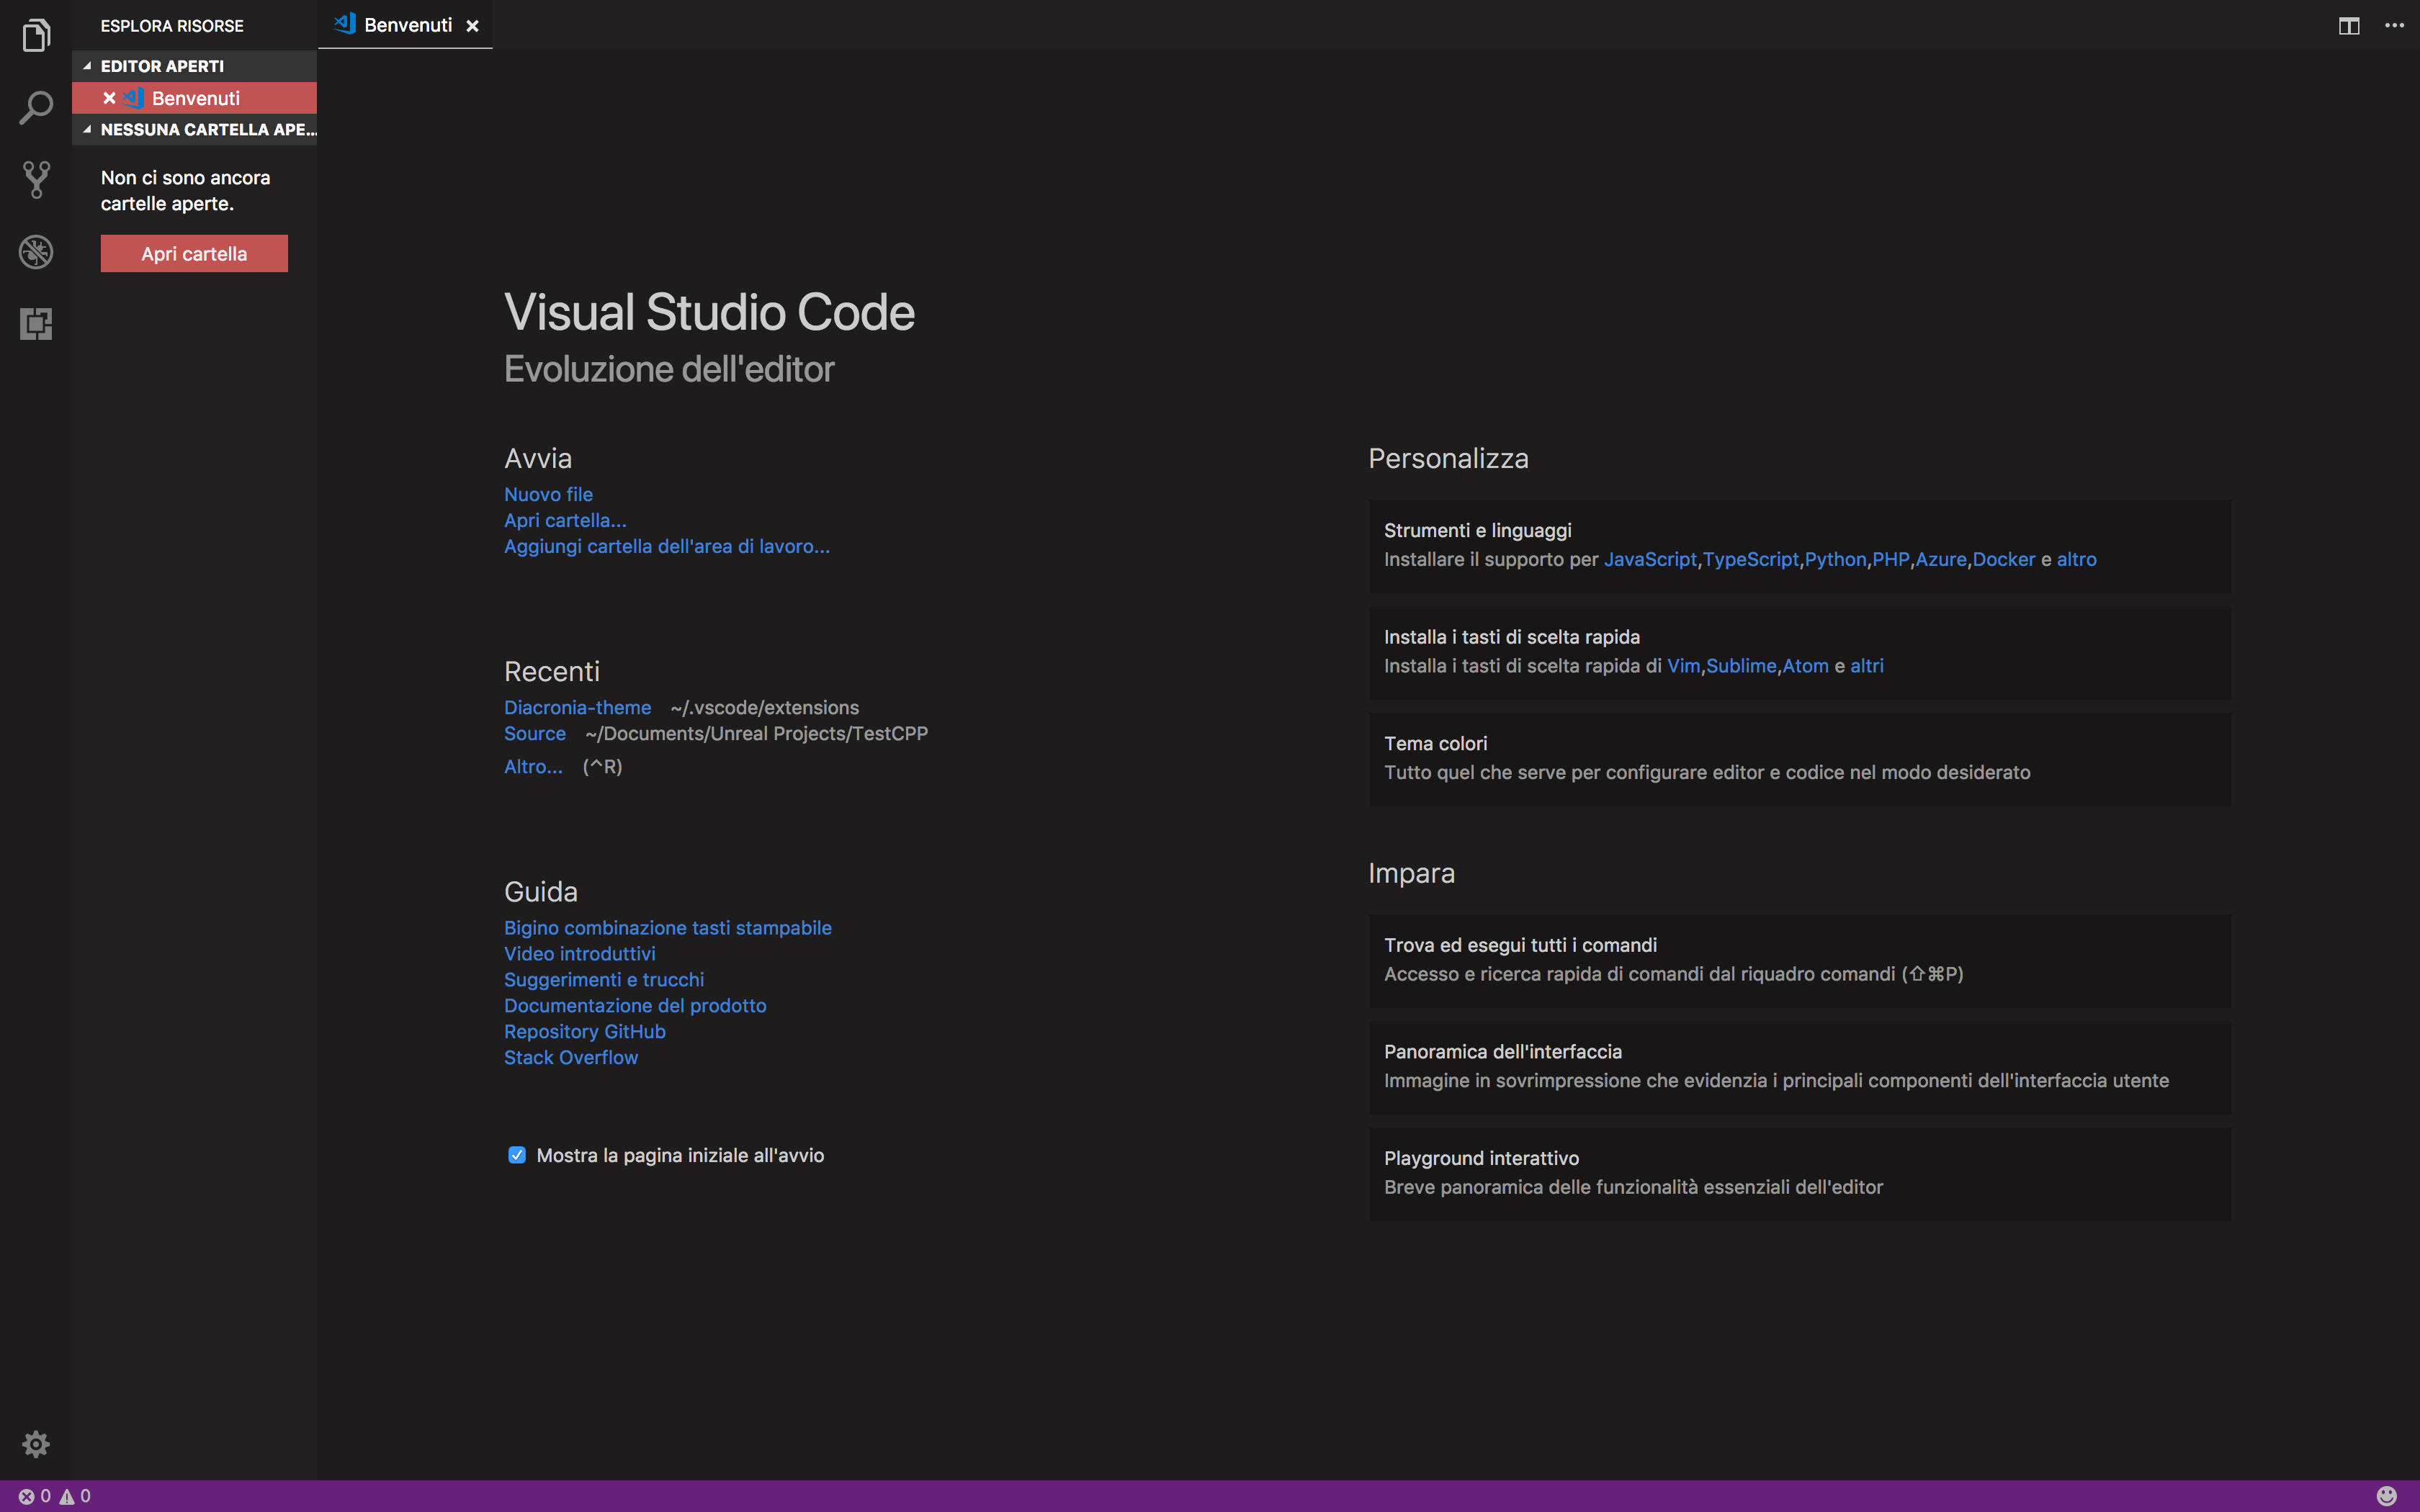 ESPLORA RISORSE
EDITOR APERTI
Benvenuti
NESSUNA CARTELLA APE...
Non ci sono ancora
cartelle aperte.
Apri cartella
Benvenuti
Visual Studio Code
Evoluzione dell'editor
Avvia
Nuovo file
Apri cartella...
Aggiungi cartella dell'area di lavoro...
Recenti
Diacronia-theme ~/.vscode/extensions
Source ~/Documents/Unreal Projects/TestCPP
Altro... (^R)
Guida
Bigino combinazione tasti stampabile
Video introduttivi
Suggerimenti e trucchi
Documentazione del prodotto
Repository GitHub
Stack Overflow
Mostra la pagina iniziale all'avvio
Personalizza
Strumenti e linguaggi
Installare il supporto per JavaScript,TypeScript,Python,PHP,Azure,Docker e altro
Installa i tasti di scelta rapida
Installa i tasti di scelta rapida di Vim,Sublime,Atom e altri
Tema colori
Tutto quel che serve per configurare editor e codice nel modo desiderato
Impara
Trova ed esegui tutti i comandi
Accesso e ricerca rapida di comandi dal riquadro comandi (⇧⌘P)
Panoramica dell'interfaccia
Immagine in sovrimpressione che evidenzia i principali componenti dell'interfaccia utente
Playground interattivo
Breve panoramica delle funzionalità essenziali dell'editor
0 0